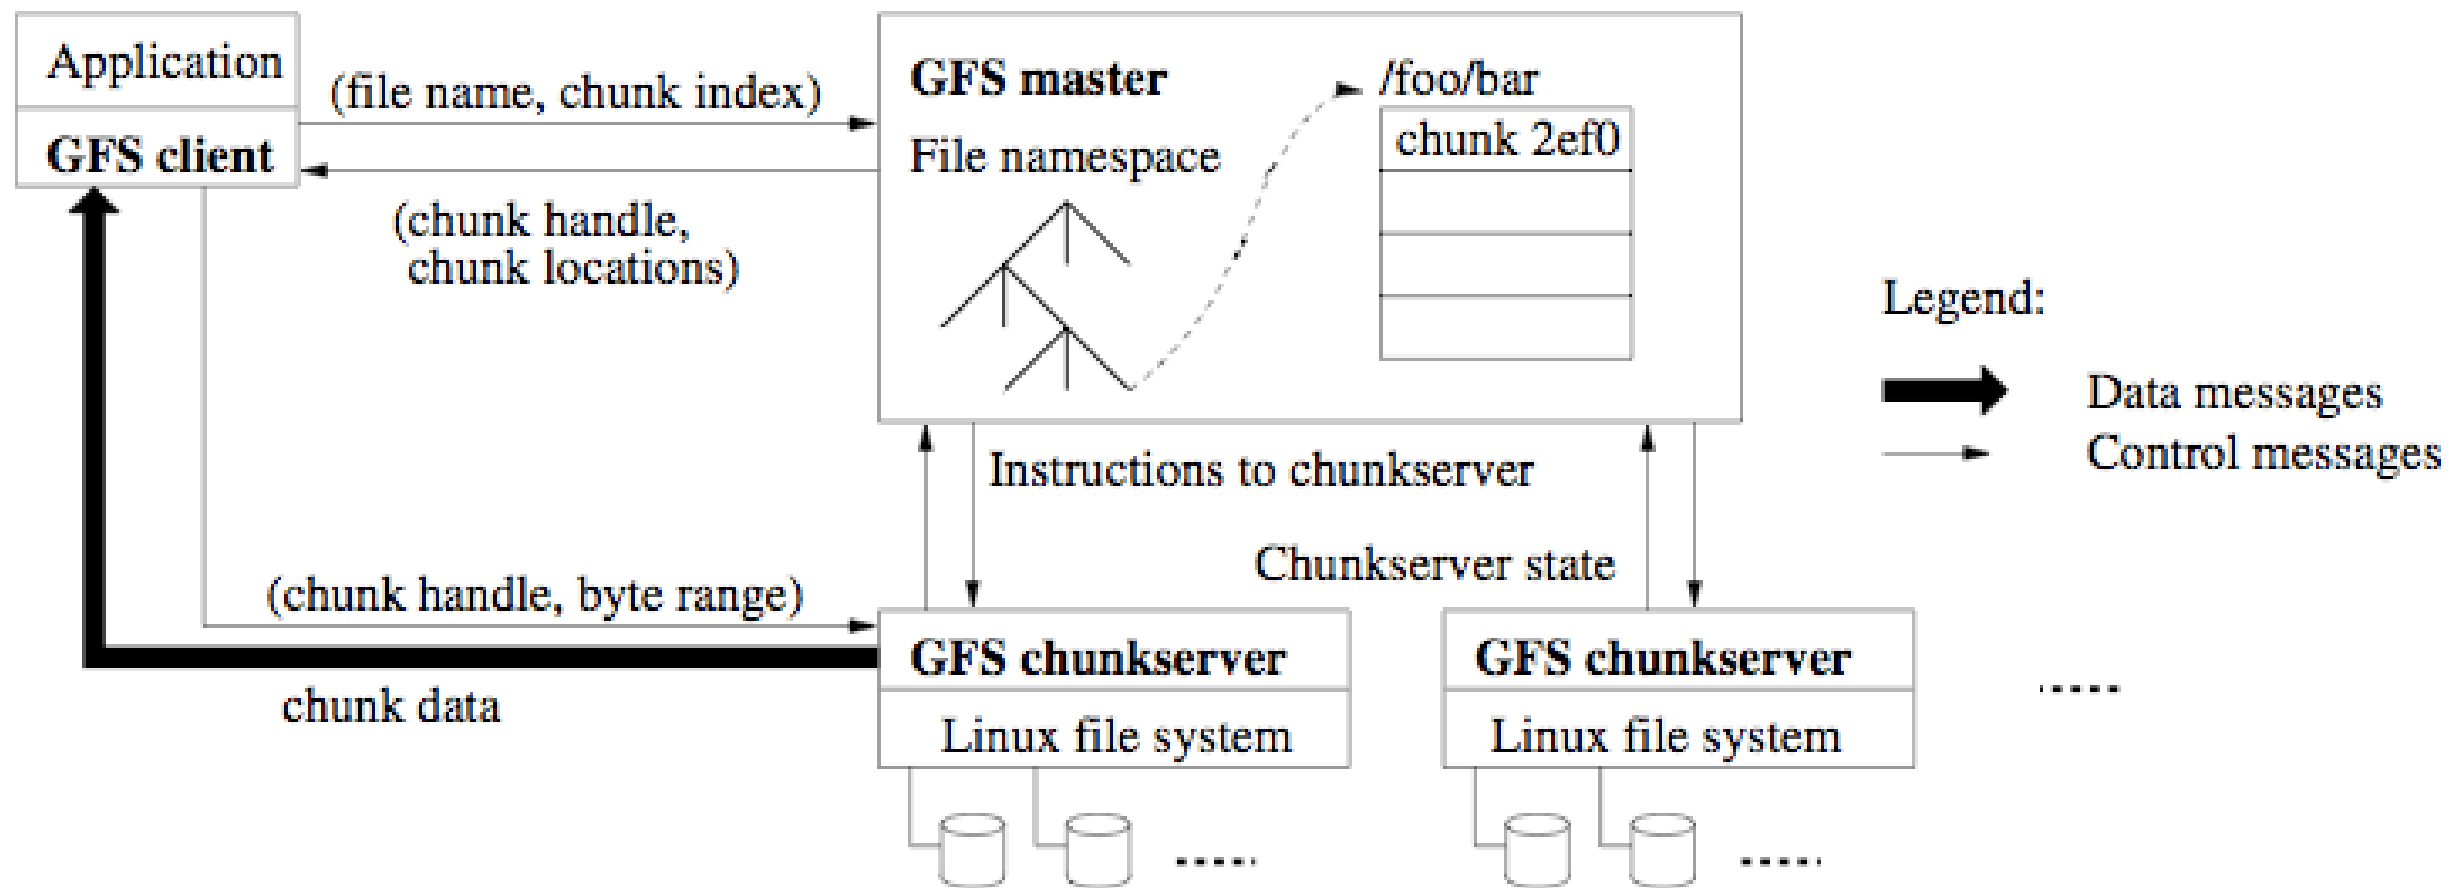 Application
GFS client
(file name, chunk index)
(chunk handle,
chunk locations)
GFS master
File namespace
/foo/bar
chunk 2ef0
Legend:
Data messages
Control messages
Instructions to chunkserver
Chunkserver state
(chunk handle, byte range)
chunk data
GFS chunkserver
Linux file system
GFS chunkserver
Linux file system